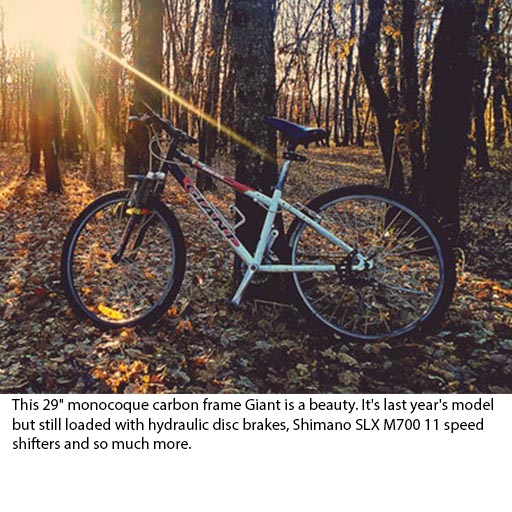 GIANT
This 29" monocoque carbon frame Giant is a beauty. It's last year's model
but still loaded with hydraulic disc brakes, Shimano SLX M700 11 speed
shifters and so much more.